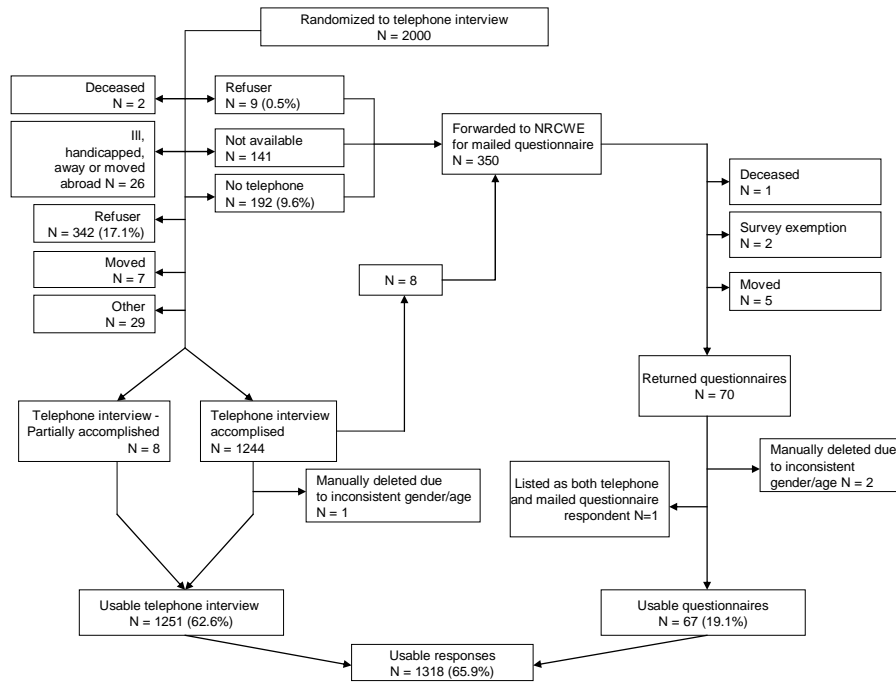 Randomized to telephone interview
N = 2000
Deceased
N = 2
Refuser
N = 9 (0.5%)
Ill,
handicapped,
away or moved
abroad N = 26
Not available
N = 141
No telephone
N = 192 (9.6%)
Refuser
N = 342 (17.1%)
Moved
N = 7
Other
N = 29
Forwarded to NRCWE
for mailed questionnaire
N = 350
Deceased
N = 1
Survey exemption
N = 2
Moved
N = 5
N = 8
Returned questionnaires
N = 70
Telephone interview -
Partially accomplished
N = 8
Telephone interview
accomplised
N = 1244
Manually deleted due
to inconsistent gender/age
N = 1
Listed as both telephone
and mailed questionnaire
respondent N=1
Manually deleted due
to inconsistent
gender/age N = 2
Usable telephone interview
N = 1251 (62.6%)
Usable questionnaires
N = 67 (19.1%)
Usable responses
N = 1318 (65.9%)